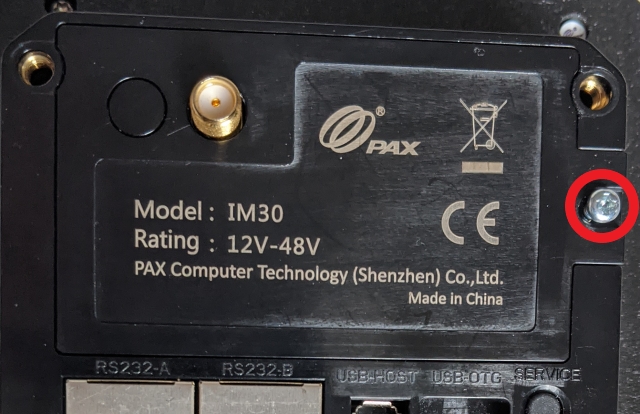 ® PAX
Model : IM30
Rating : 12V-48V
PAX Computer Technology (Shenzhen) Co.,Ltd.
Made in China
CE
RS232-A RS232-B USB-HOST USB-OTG SERVICE